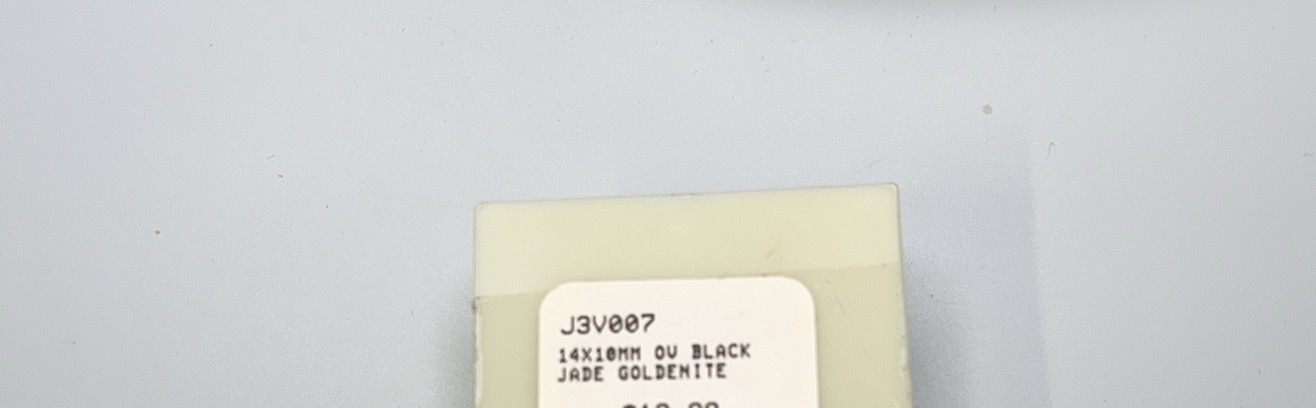 J3V007
14X10MM OV BLACK
JADE GOLDENITE